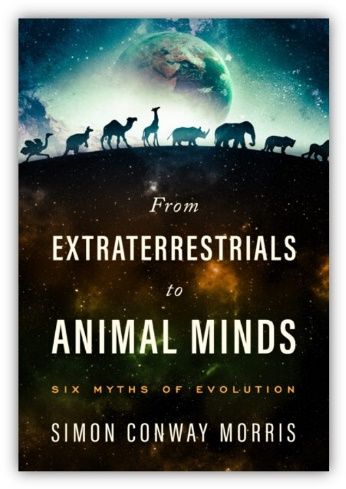 From
EXTRATERRESTRIALS
to
ANIMAL MINDS
SIX MYTHS OF EVOLUTION
SIMON CONWAY MORRIS